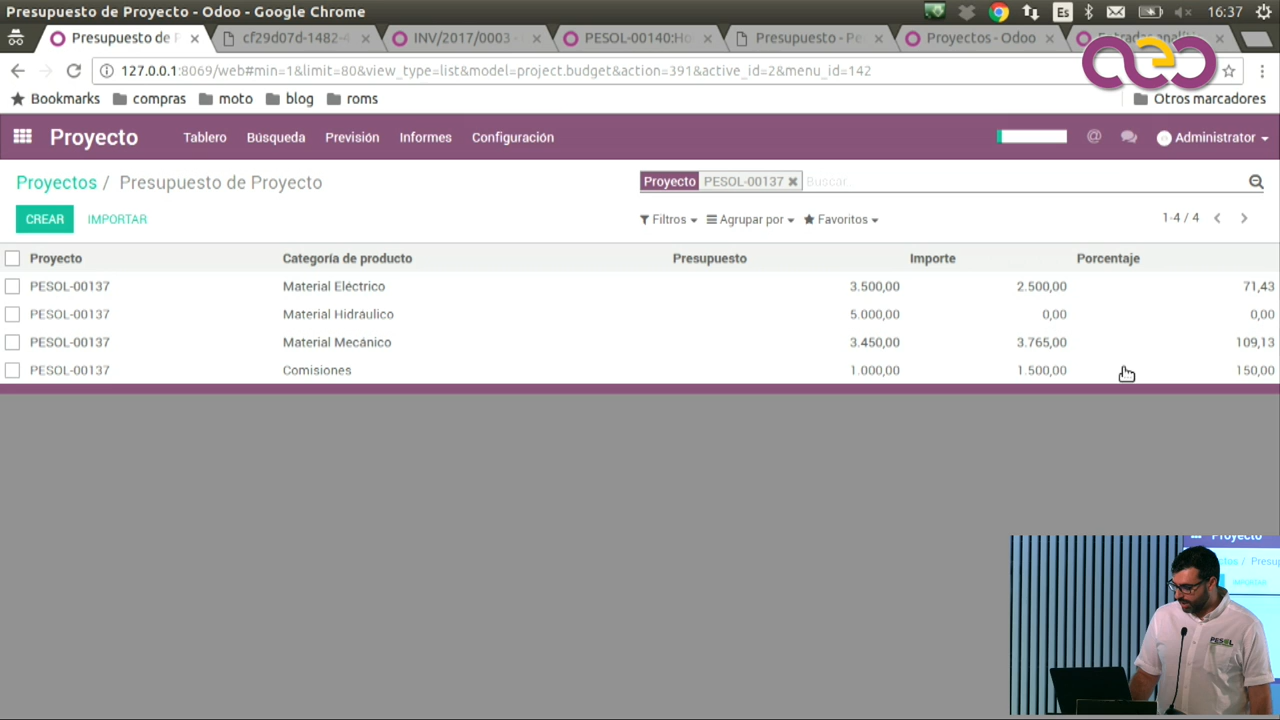 Presupuesto de Proyecto - Odoo - Google Chrome
Es
16:37
Presupuesto de P
cf29d07d-1482-4
INV/2017/0003 -
PESOL-00140:Ho
Presupuesto - Pe
Proyectos - Odoo
127.0.0.1:8069/web#min=1&limit=80&view_type=list&model=project.budget&action=391&active_id=2&menu_id=142
Bookmarks
compras
moto
blog
roms
Otros marcadores
Proyecto
Tablero
Búsqueda
Previsión
Informes
Configuración
@
Administrator
Proyectos / Presupuesto de Proyecto
Proyecto PESOL-00137
Buscar
CREAR
IMPORTAR
Filtros
Agrupar por
Favoritos
1-4 / 4
Proyecto Categoría de producto Presupuesto Importe Porcentaje
PESOL-00137 Material Eléctrico 3.500,00 2.500,00 71,43
PESOL-00137 Material Hidráulico 5.000,00 0,00 0,00
PESOL-00137 Material Mecánico 3.450,00 3.765,00 109,13
PESOL-00137 Comisiones 1.000,00 1.500,00 150,00
Proyecto
PESOL